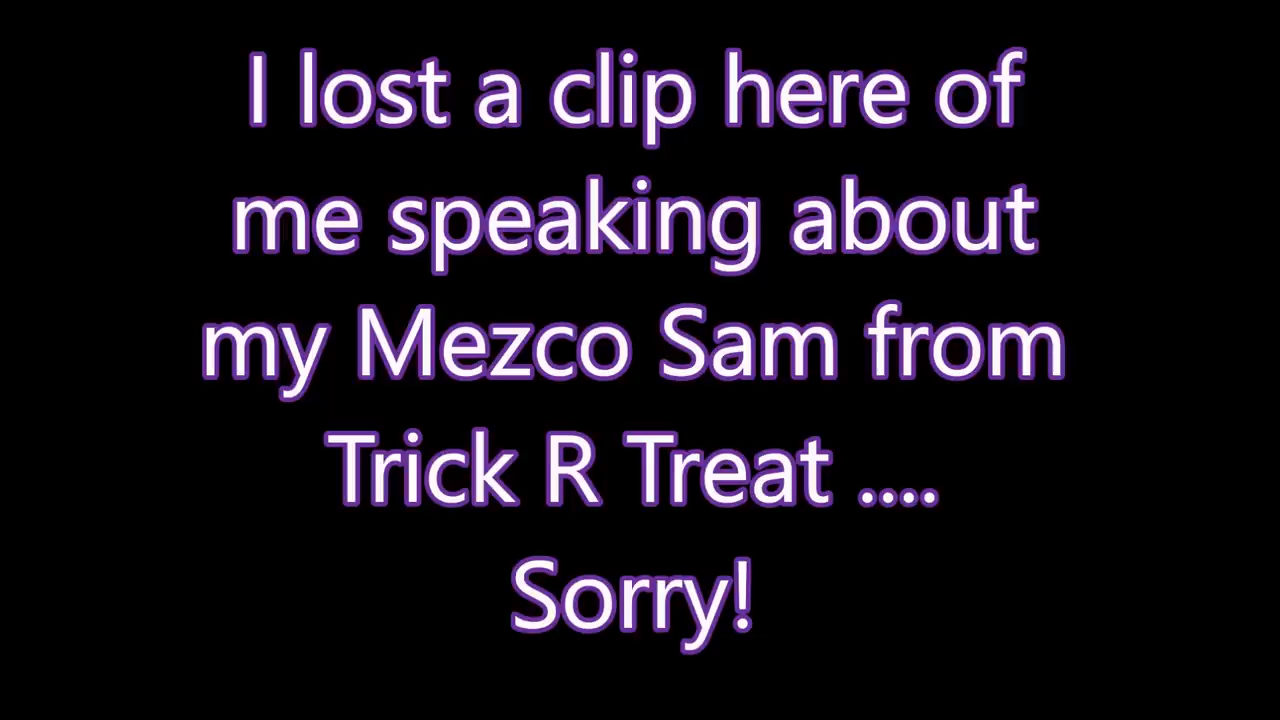 I lost a clip here of
me speaking about
my Mezco Sam from
Trick R Treat ....
Sorry!